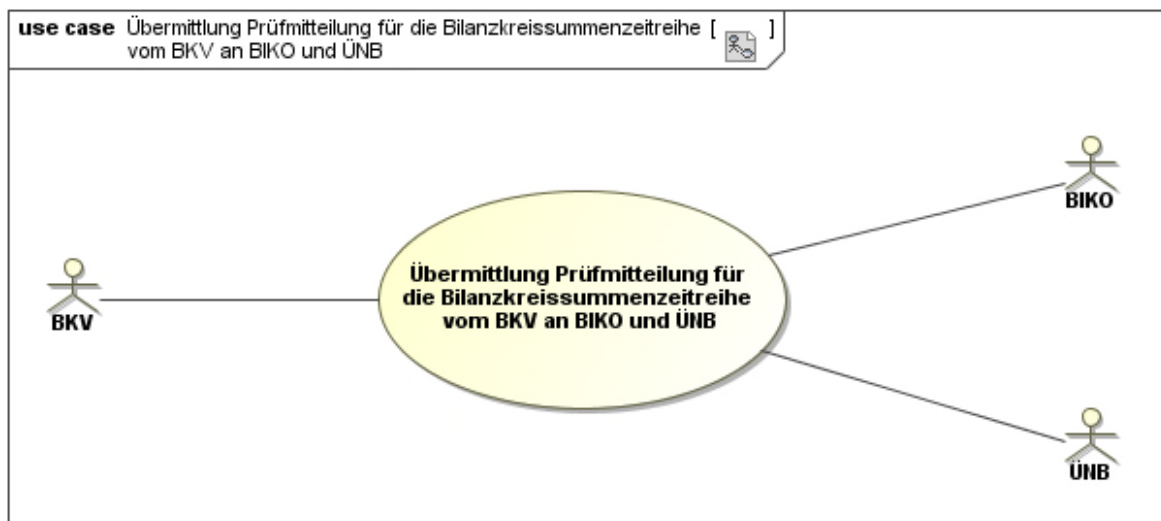 use case Übermittlung Prüfmitteilung für die Bilanzkreissummenzeitreihe [ ]
vom BKV an BIKO und ÜNB
BIKO
Übermittlung Prüfmitteilung für
die Bilanzkreissummenzeitreihe
vom BKV an BIKO und ÜNB
BKV
ÜNB